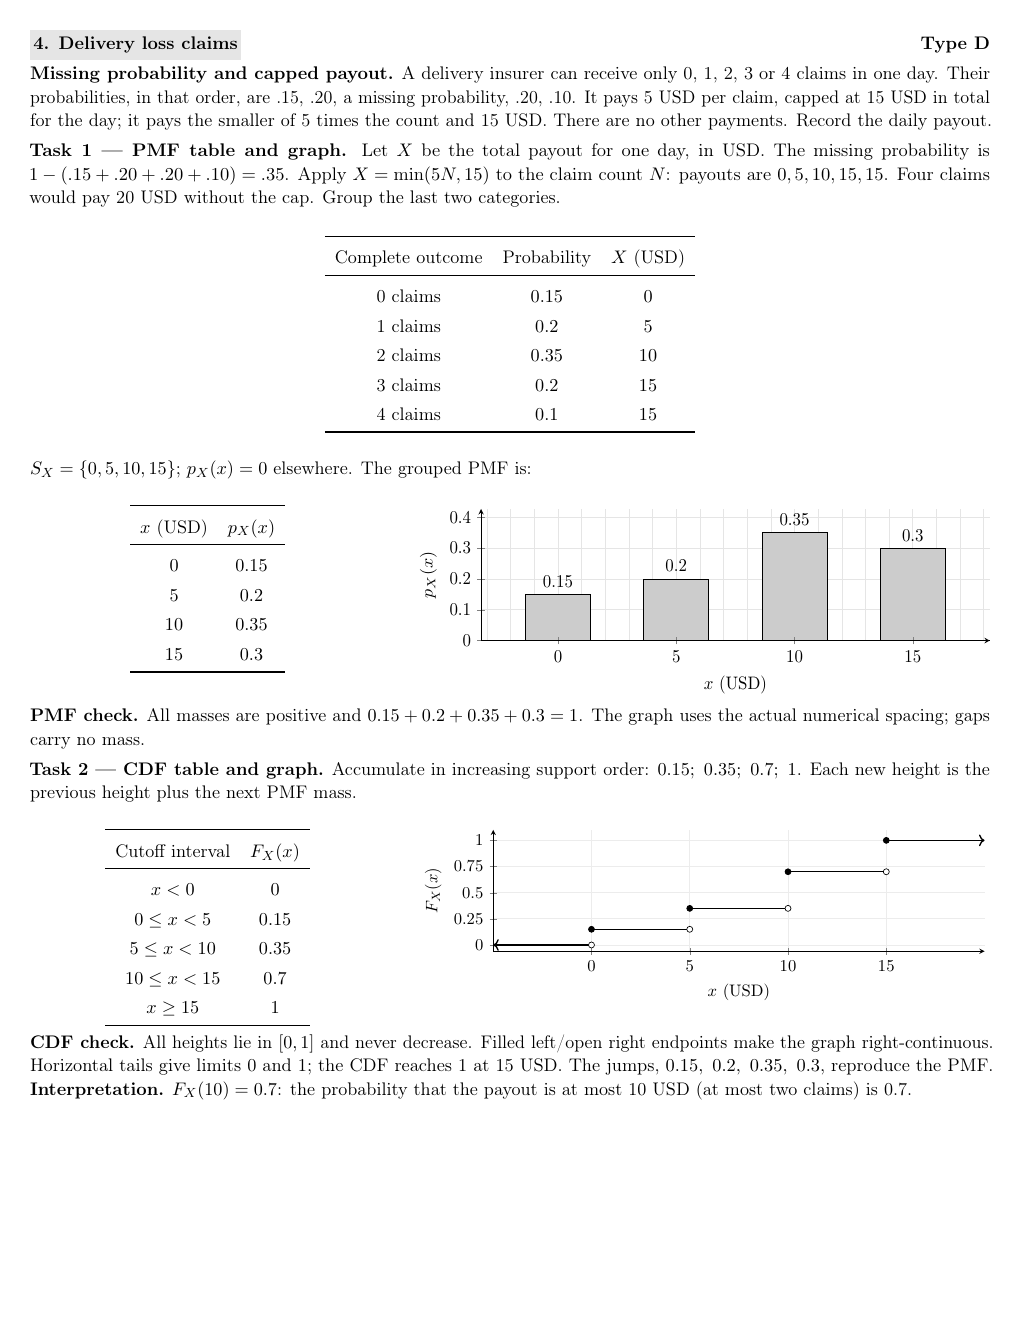 4. Delivery loss claims Type D
Missing probability and capped payout. A delivery insurer can receive only 0, 1, 2, 3 or 4 claims in one day. Their
probabilities, in that order, are .15, .20, a missing probability, .20, .10. It pays 5 USD per claim, capped at 15 USD in total
for the day; it pays the smaller of 5 times the count and 15 USD. There are no other payments. Record the daily payout.
Task 1 — PMF table and graph. Let X be the total payout for one day, in USD. The missing probability is
1 − (.15 + .20 + .20 + .10) = .35. Apply X = min(5N, 15) to the claim count N: payouts are 0, 5, 10, 15, 15. Four claims
would pay 20 USD without the cap. Group the last two categories.
Complete outcome Probability X (USD)
0 claims 0.15 0
1 claims 0.2 5
2 claims 0.35 10
3 claims 0.2 15
4 claims 0.1 15
S_X = {0, 5, 10, 15}; p_X(x) = 0 elsewhere. The grouped PMF is:
x (USD) p_X(x)
0 0.15
5 0.2
10 0.35
15 0.3
p_X(x)
0.4
0.3
0.2
0.1
0
0.15
0.2
0.35
0.3
0 5 10 15
x (USD)
PMF check. All masses are positive and 0.15 + 0.2 + 0.35 + 0.3 = 1. The graph uses the actual numerical spacing; gaps
carry no mass.
Task 2 — CDF table and graph. Accumulate in increasing support order: 0.15; 0.35; 0.7; 1. Each new height is the
previous height plus the next PMF mass.
Cutoff interval F_X(x)
x < 0 0
0 ≤ x < 5 0.15
5 ≤ x < 10 0.35
10 ≤ x < 15 0.7
x ≥ 15 1
F_X(x)
1
0.75
0.5
0.25
0
0 5 10 15
x (USD)
CDF check. All heights lie in [0, 1] and never decrease. Filled left/open right endpoints make the graph right-continuous.
Horizontal tails give limits 0 and 1; the CDF reaches 1 at 15 USD. The jumps, 0.15, 0.2, 0.35, 0.3, reproduce the PMF.
Interpretation. F_X(10) = 0.7: the probability that the payout is at most 10 USD (at most two claims) is 0.7.